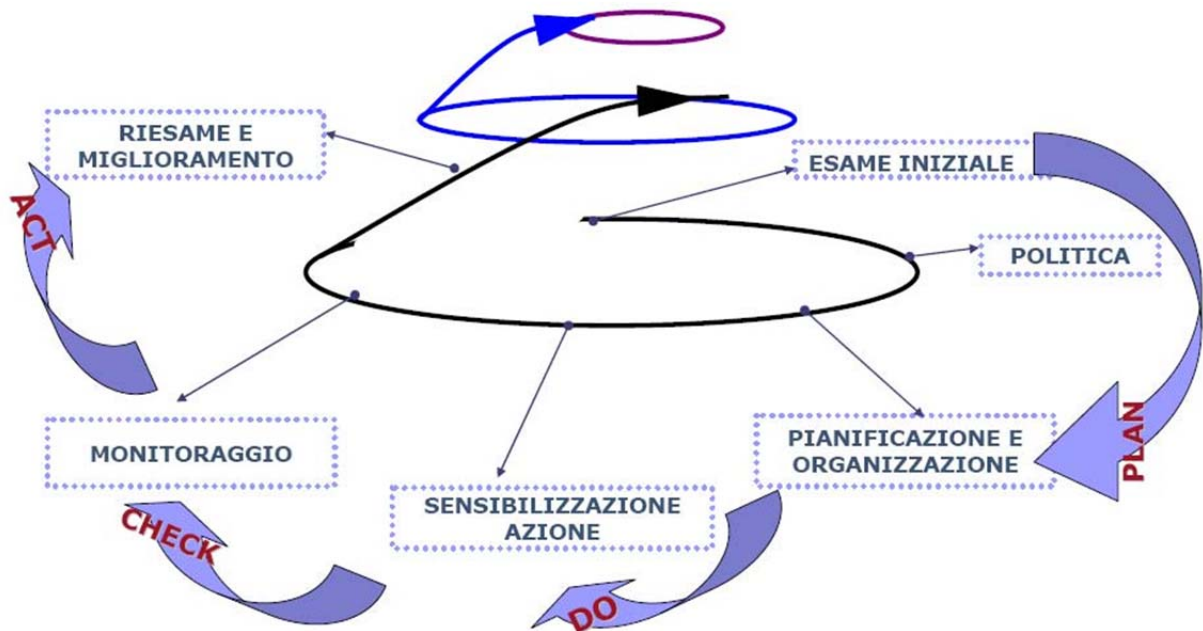 RIESAME E
MIGLIORAMENTO
ESAME INIZIALE
ACT
POLITICA
PLAN
PIANIFICAZIONE E
ORGANIZZAZIONE
MONITORAGGIO
SENSIBILIZZAZIONE
AZIONE
CHECK
DO